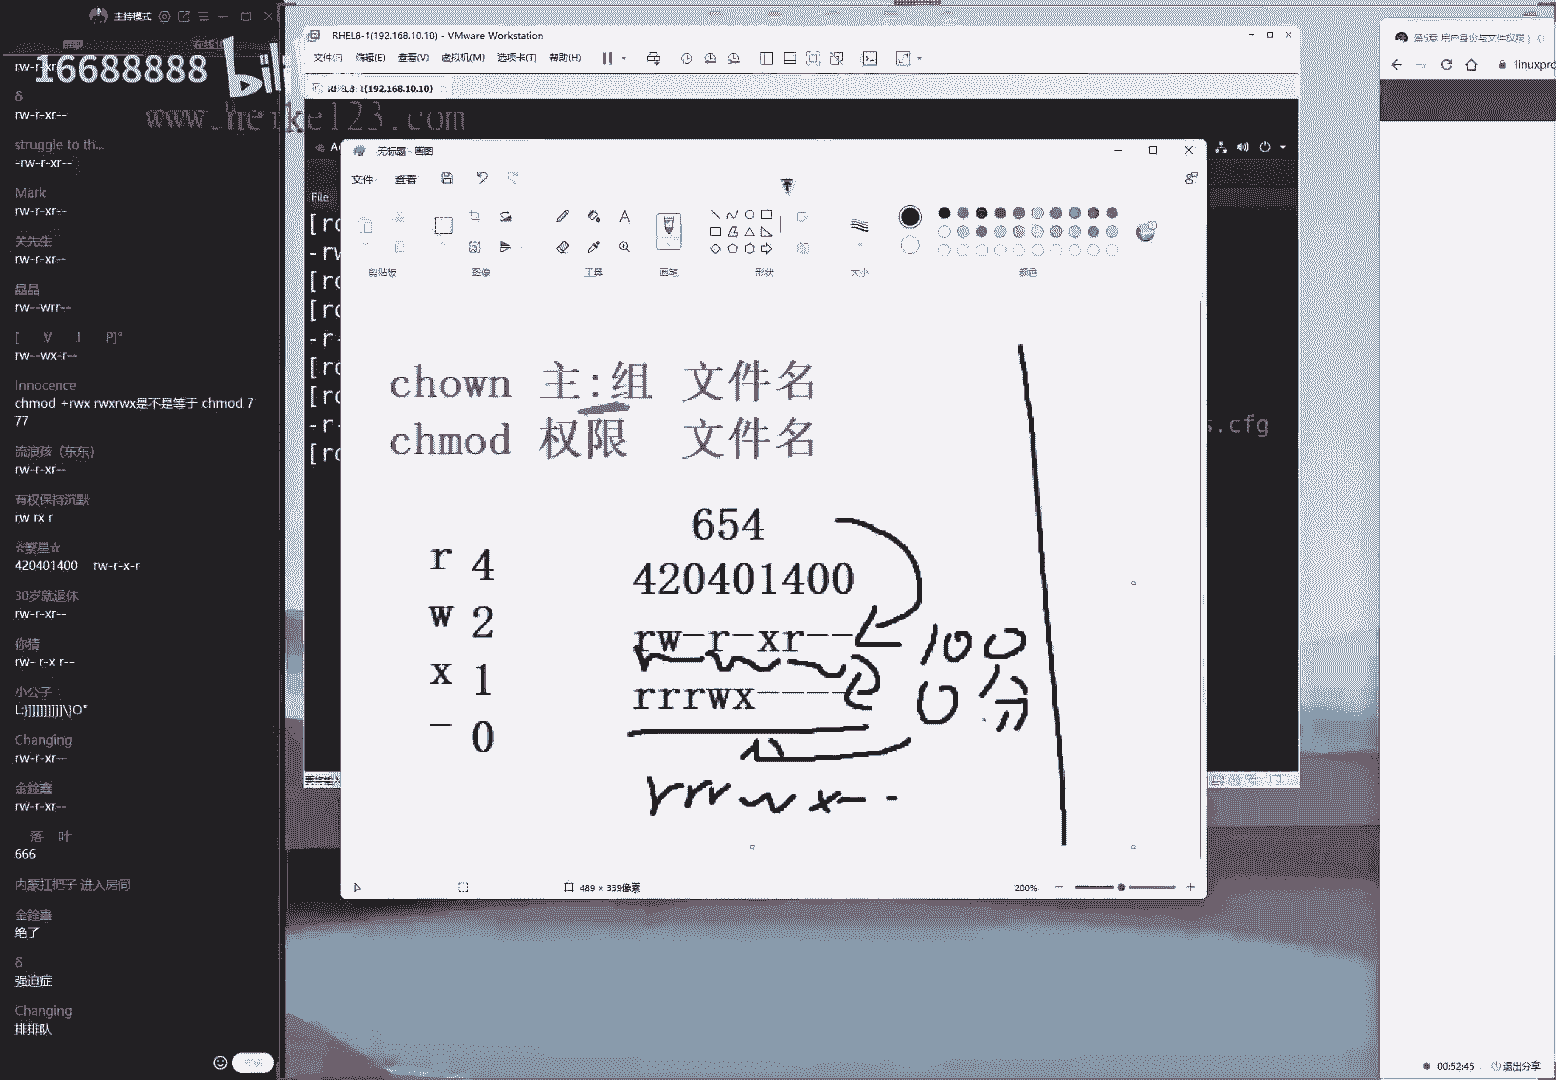 主持模式
rw-r-xr--
16688888
δ
rw-r-xr--
www.heike123.com
struggle to th...
-rw-r-xr--
Mark
rw-r-xr--
关先生
rw-r-xr--
晶晶
rw--wrr--
rw--wx-r--
Innocence
chmod +rwx rwxrwx是不是等于 chmod 7
77
流浪孩（东东）
rw-r-xr--
有权保持沉默
rw rx r
☆繁星☆
420401400 rw-r-x-r
30岁就退休
rw-r-xr--
你猜
rw- r-x r--
小公子
Changing
rw-r-xr--
金鑫鑫
rw-r-xr--
落 叶
666
内蒙扛把子 进入房间
金鑫鑫
绝了
δ
强迫症
Changing
排排队
RHEL8-1(192.168.10.10) - VMware Workstation
文件(F) 编辑(E) 查看(V) 虚拟机(M) 选项卡(T) 帮助(H)
RHEL8-1(192.168.10.10)
无标题 - 画图
文件 查看
File
剪贴板 图像 工具 画笔 形状 大小 颜色
[ro
-rw
[ro
[ro
-r-
[ro
[ro
-r-
s.cfg
[ro
chown 主:组 文件名
chmod 权限 文件名
654
420401400
rw-r-xr--
rrrwx----
r 4
w 2
x 1
- 0
100
0 分
rrrwx--
489 × 339像素
200%
第5章 用户身份与文件权限
linuxpro
00:52:45
退出分享